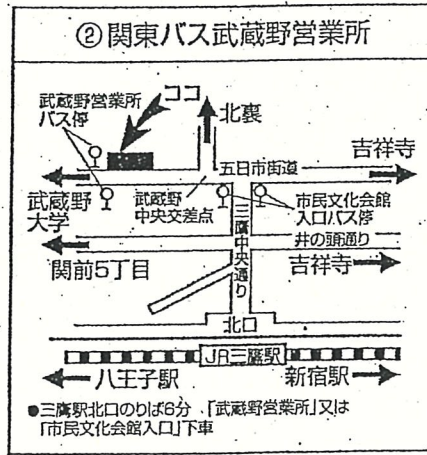 ②関東バス武蔵野営業所
武蔵野営業所
バス停
ココ
北裏
吉祥寺
五日市街道
武蔵野
大学
武蔵野
中央交差点
市民文化会館
入口バス停
三鷹中央通り
井の頭通り
関前5丁目
吉祥寺
北口
JR三鷹駅
八王子駅
新宿駅
●三鷹駅北口のりば6分「武蔵野営業所」又は
「市民文化会館入口」下車